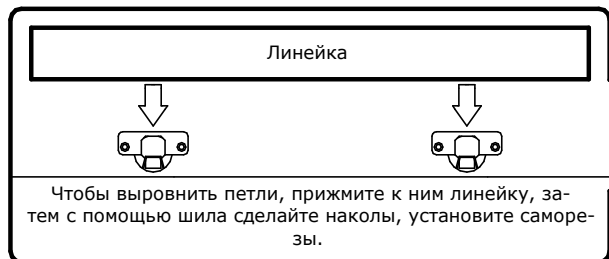 Линейка
Чтобы выровнить петли, прижмите к ним линейку, за-
тем с помощью шила сделайте наколы, установите саморе-
зы.